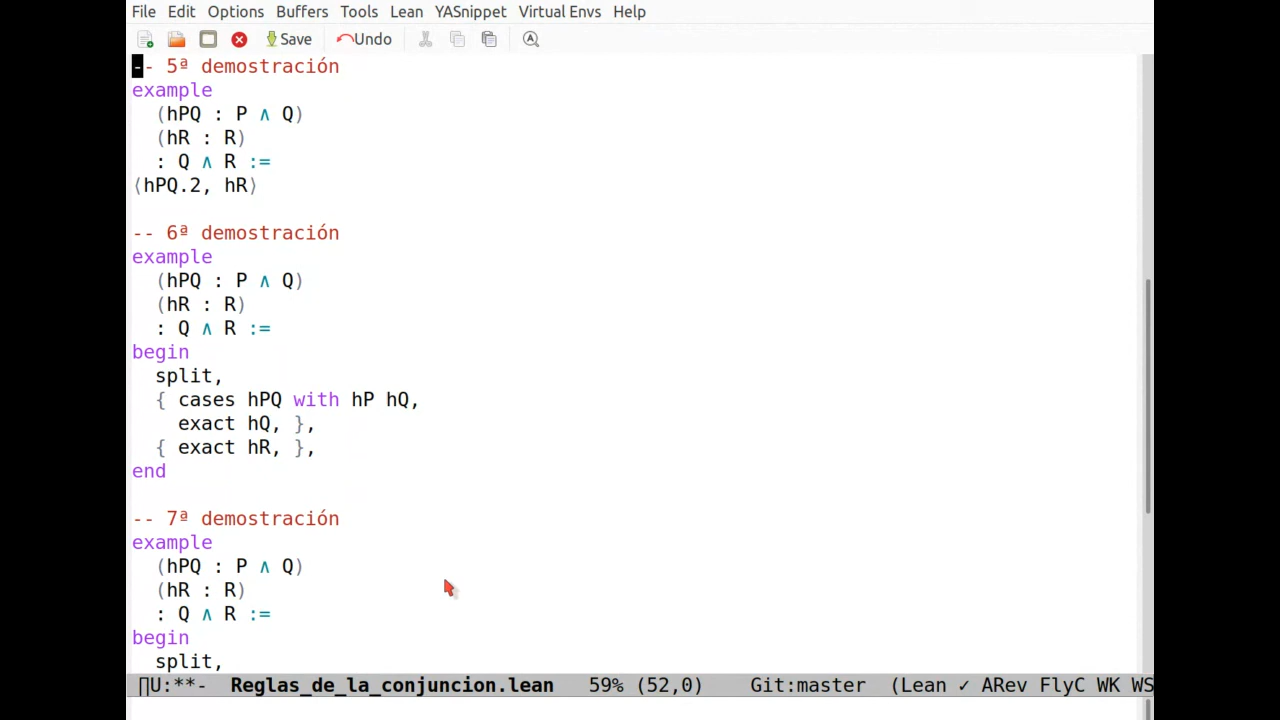 File Edit Options Buffers Tools Lean YASnippet Virtual Envs Help
Save Undo
-- 5ª demostración
example
(hPQ : P ∧ Q)
(hR : R)
: Q ∧ R :=
⟨hPQ.2, hR⟩
-- 6ª demostración
example
(hPQ : P ∧ Q)
(hR : R)
: Q ∧ R :=
begin
split,
{ cases hPQ with hP hQ,
exact hQ, },
{ exact hR, },
end
-- 7ª demostración
example
(hPQ : P ∧ Q)
(hR : R)
: Q ∧ R :=
begin
split,
∏U:**- Reglas_de_la_conjuncion.lean 59% (52,0) Git:master (Lean ✓ ARev FlyC WK WS